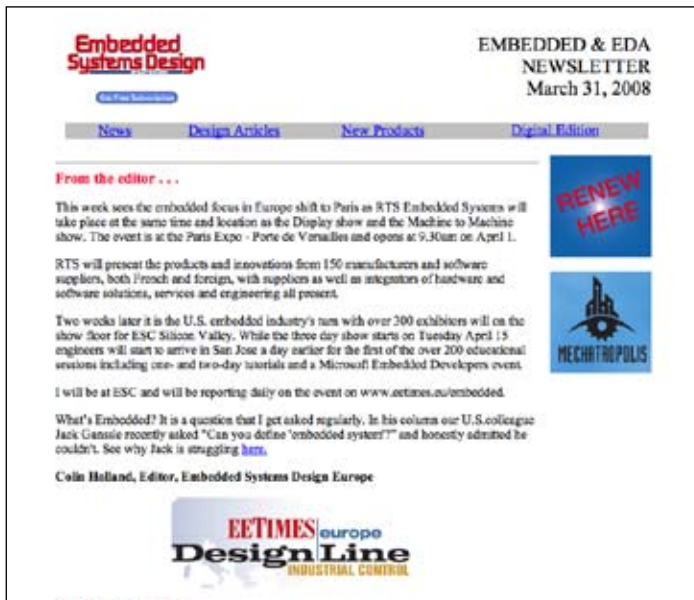 Embedded
Systems Design
EMBEDDED & EDA
NEWSLETTER
March 31, 2008
Get Free Subscription
News Design Articles New Products Digital Edition
From the editor . . .
This week sees the embedded focus in Europe shift to Paris as RTS Embedded Systems will
take place at the same time and location as the Display show and the Machine to Machine
show. The event is at the Paris Expo - Porte de Versailles and opens at 9.30am on April 1.
RTS will present the products and innovations from 150 manufacturers and software
suppliers, both French and foreign, with suppliers as well as integrators of hardware and
software solutions, services and engineering all present.
Two weeks later it is the U.S. embedded industry's turn with over 300 exhibitors will on the
show floor for ESC Silicon Valley. While the three day show starts on Tuesday April 15
engineers will start to arrive in San Jose a day earlier for the first of the over 200 educational
sessions including one- and two-day tutorials and a Microsoft Embedded Developers event.
I will be at ESC and will be reporting daily on the event on www.eetimes.eu/embedded.
What's Embedded? It is a question that I get asked regularly. In his column our U.S.colleague
Jack Ganssle recently asked "Can you define 'embedded system'?" and honestly admitted he
couldn't. See why Jack is struggling here.
Colin Holland, Editor, Embedded Systems Design Europe
RENEW
HERE
MECHATROPOLIS
EETIMES europe
Design Line
INDUSTRIAL CONTROL